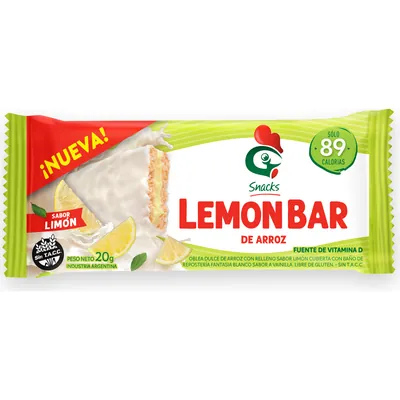 ¡NUEVA!
SOLO
89
CALORÍAS
Snacks
LEMON BAR
DE ARROZ
SABOR
LIMÓN
FUENTE DE VITAMINA D
Sin T.A.C.C.
PESO NETO 20g
INDUSTRIA ARGENTINA
OBLEA DULCE DE ARROZ CON RELLENO SABOR LIMÓN CUBIERTA CON BAÑO DE
REPOSTERÍA FANTASÍA BLANCO SABOR A VAINILLA. LIBRE DE GLUTEN. - SIN T.A.C.C.